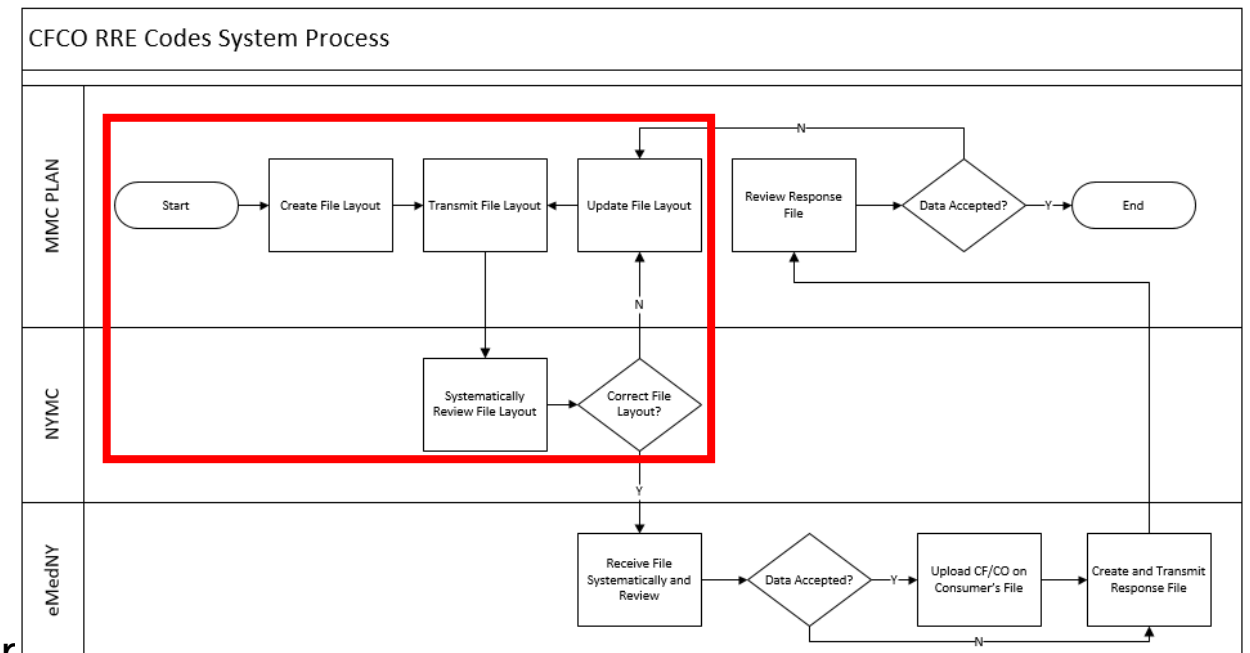 CFCO RRE Codes System Process
MMC PLAN
Start
Create File Layout
Transmit File Layout
Update File Layout
N
Review Response
File
Data Accepted?
Y
End
N
NYMC
Systematically
Review File Layout
Correct File
Layout?
Y
eMedNY
Receive File
Systematically and
Review
Data Accepted?
Y
Upload CF/CO on
Consumer's File
Create and Transmit
Response File
N
r